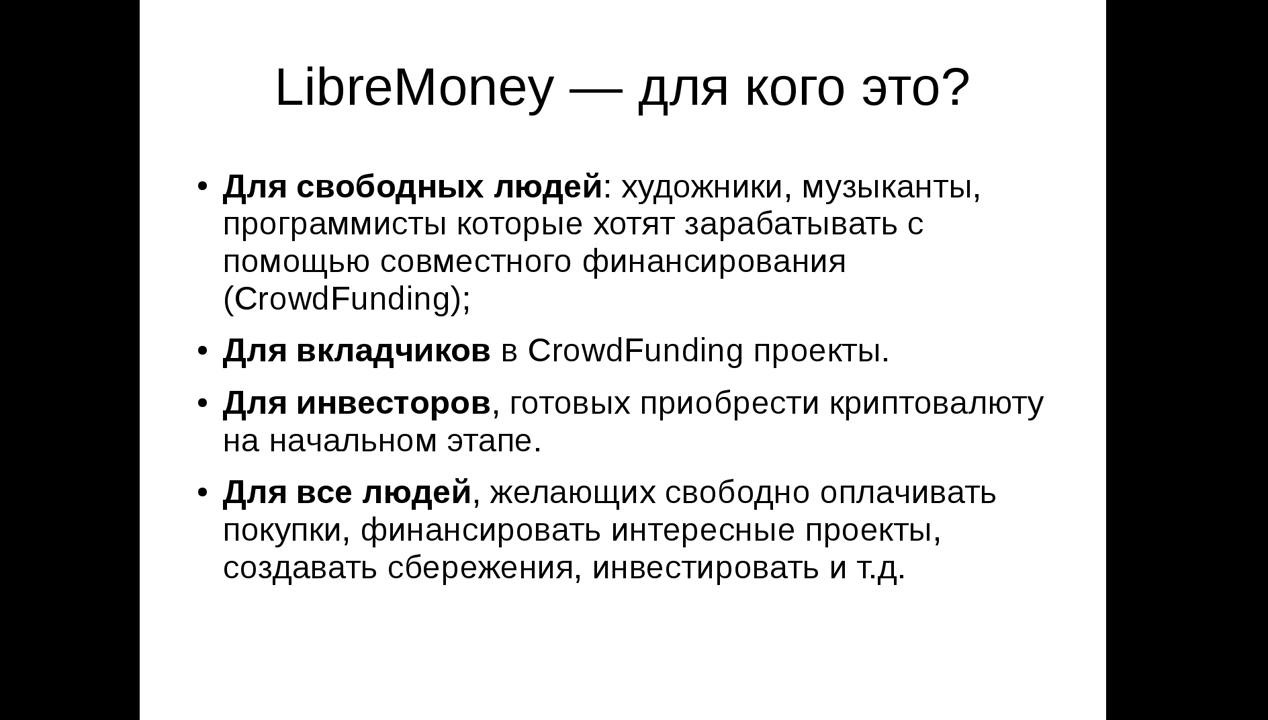 LibreMoney — для кого это?
• Для свободных людей: художники, музыканты,
программисты которые хотят зарабатывать с
помощью совместного финансирования
(CrowdFunding);
• Для вкладчиков в CrowdFunding проекты.
• Для инвесторов, готовых приобрести криптовалюту
на начальном этапе.
• Для все людей, желающих свободно оплачивать
покупки, финансировать интересные проекты,
создавать сбережения, инвестировать и т.д.